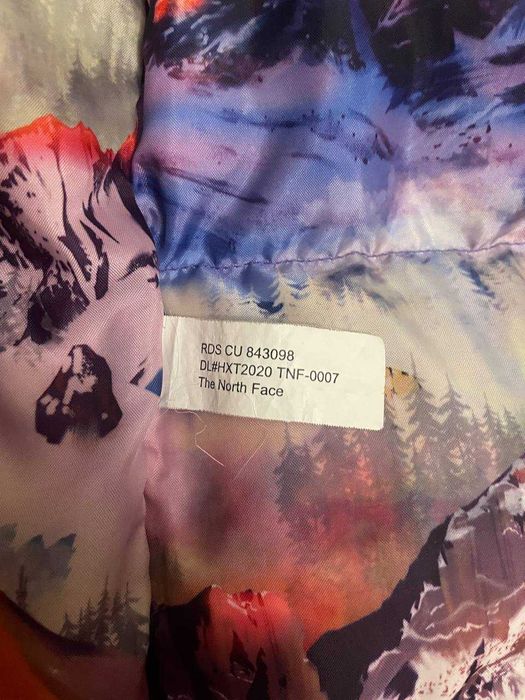 RDS CU 843098
DL#HXT2020 TNF-0007
The North Face